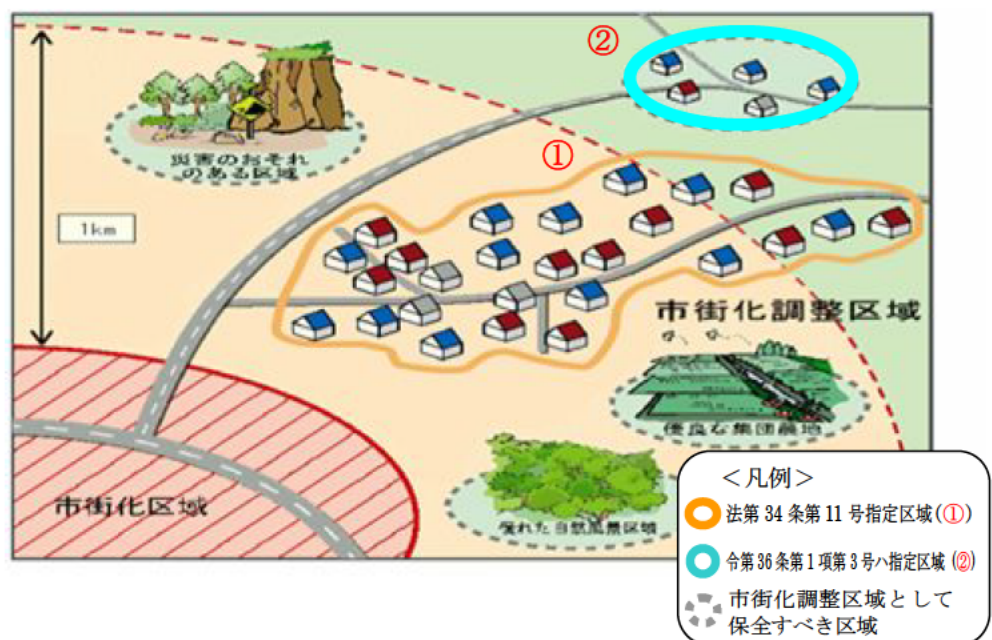 ②
災害のおそれ
のある区域
①
1km
市街化調整区域
優良な集団農地
市街化区域
優れた自然風景区域
＜凡例＞
法第34条第11号指定区域(①)
令第36条第1項第3号ハ指定区域(②)
市街化調整区域として
保全すべき区域